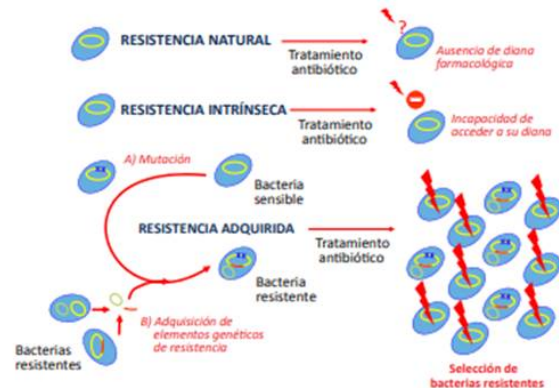 ?
RESISTENCIA NATURAL
Tratamiento
antibiótico
Ausencia de diana
farmacológica
RESISTENCIA INTRÍNSECA
Tratamiento
antibiótico
Incapacidad de
acceder a su diana
A) Mutación
xx
Bacteria
sensible
RESISTENCIA ADQUIRIDA
Tratamiento
antibiótico
Bacteria
resistente
B) Adquisición de
elementos genéticos
de resistencia
Bacterias
resistentes
Selección de
bacterias resistentes